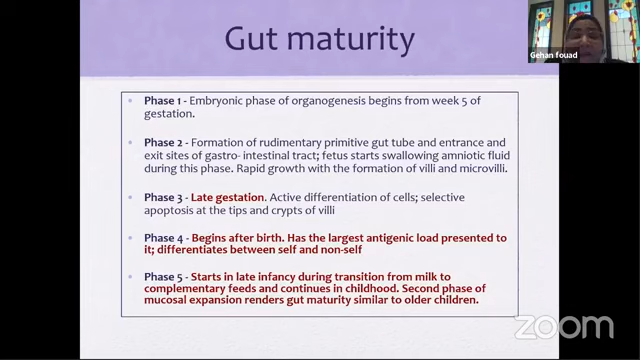 Gut maturity
Gehan fouad
• Phase 1 - Embryonic phase of organogenesis begins from week 5 of
gestation.
• Phase 2 - Formation of rudimentary primitive gut tube and entrance and
exit sites of gastro- intestinal tract; fetus starts swallowing amniotic fluid
during this phase. Rapid growth with the formation of villi and microvilli.
• Phase 3 - Late gestation. Active differentiation of cells; selective
apoptosis at the tips and crypts of villi
• Phase 4 - Begins after birth. Has the largest antigenic load presented to
it; differentiates between self and non-self
• Phase 5 - Starts in late infancy during transition from milk to
complementary feeds and continues in childhood. Second phase of
mucosal expansion renders gut maturity similar to older children.
zoom